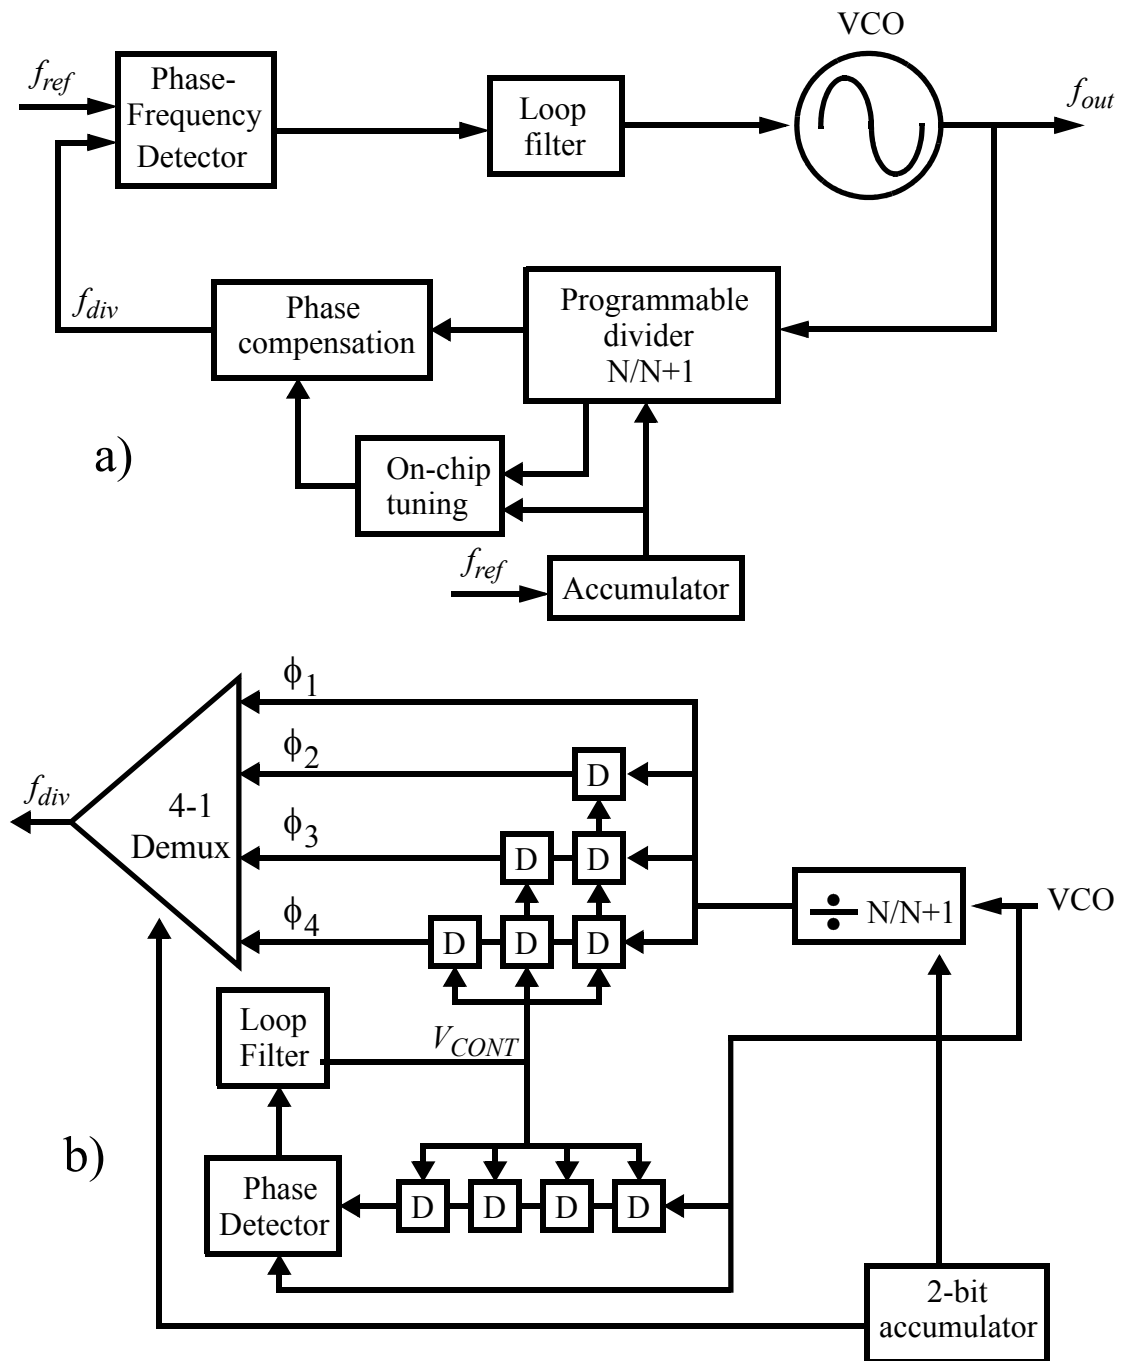 VCO
f_ref
Phase-
Frequency
Detector
Loop
filter
f_out
f_div
Phase
compensation
Programmable
divider
N/N+1
a)
On-chip
tuning
f_ref
Accumulator
ϕ1
ϕ2
D
f_div
4-1
Demux
ϕ3
D D
÷ N/N+1
VCO
ϕ4
D D D
Loop
Filter
V_CONT
b)
Phase
Detector
D D D D
2-bit
accumulator